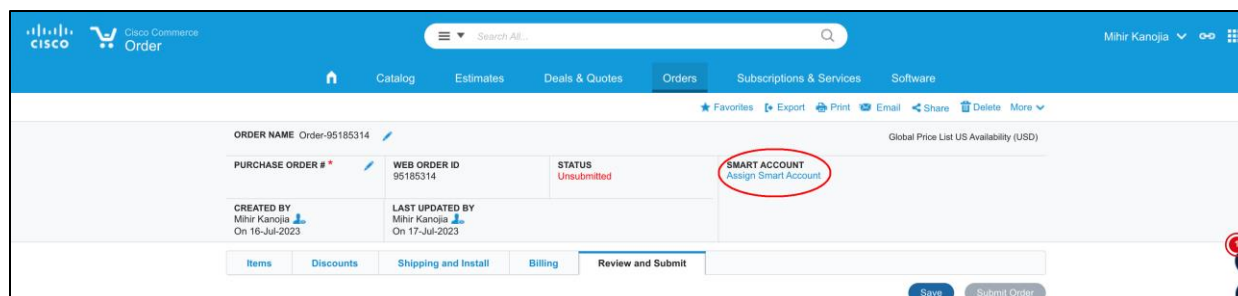 CISCO
Cisco Commerce
Order
Search All...
Mihir Kanojia
Catalog Estimates Deals & Quotes Orders Subscriptions & Services Software
Favorites Export Print Email Share Delete More
ORDER NAME Order-95185314
Global Price List US Availability (USD)
PURCHASE ORDER # *
WEB ORDER ID
95185314
STATUS
Unsubmitted
SMART ACCOUNT
Assign Smart Account
CREATED BY
Mihir Kanojia
On 16-Jul-2023
LAST UPDATED BY
Mihir Kanojia
On 17-Jul-2023
Items Discounts Shipping and Install Billing Review and Submit
Save Submit Order